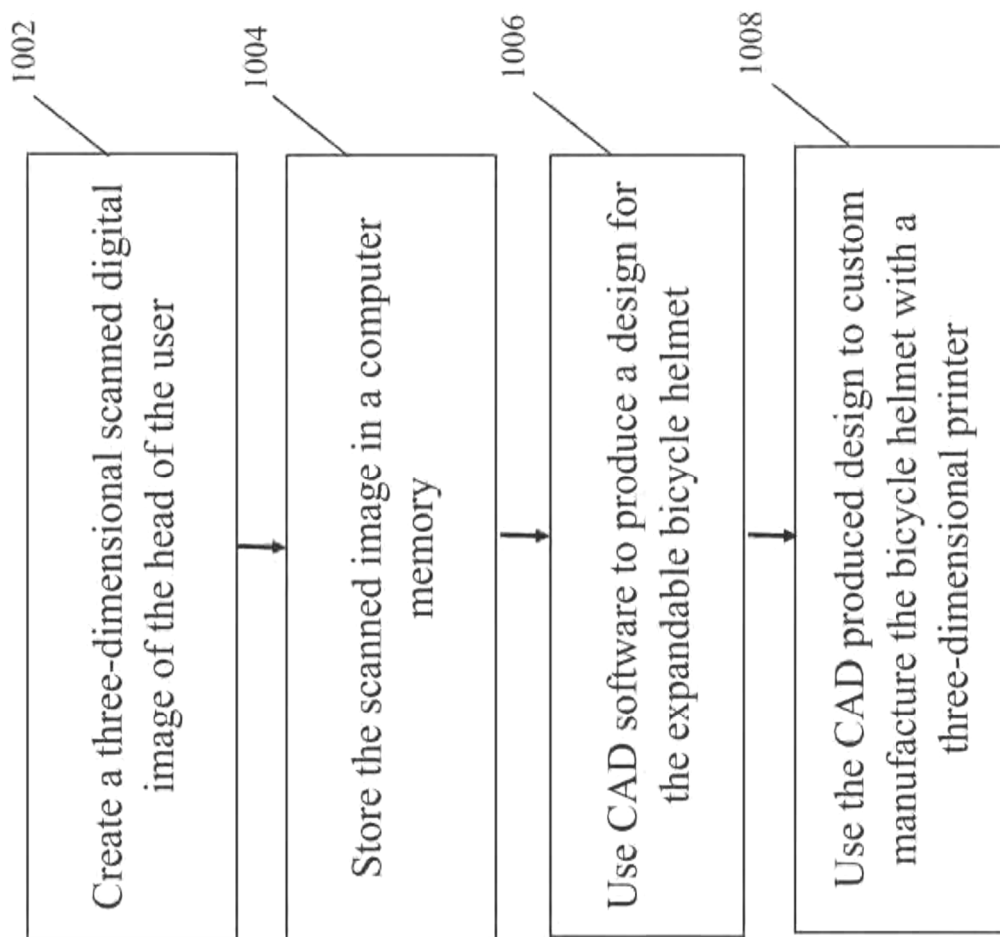 1002
Create a three-dimensional scanned digital
image of the head of the user
1004
Store the scanned image in a computer
memory
1006
Use CAD software to produce a design for
the expandable bicycle helmet
1008
Use the CAD produced design to custom
manufacture the bicycle helmet with a
three-dimensional printer